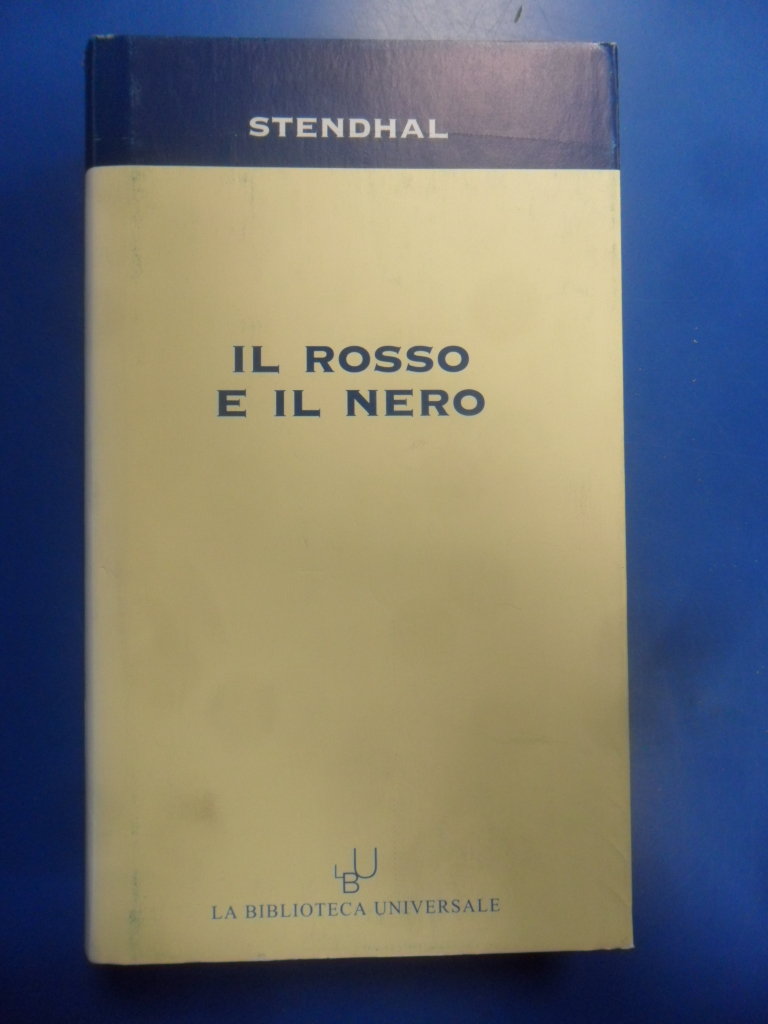 STENDHAL
IL ROSSO
E IL NERO
LBU
LA BIBLIOTECA UNIVERSALE